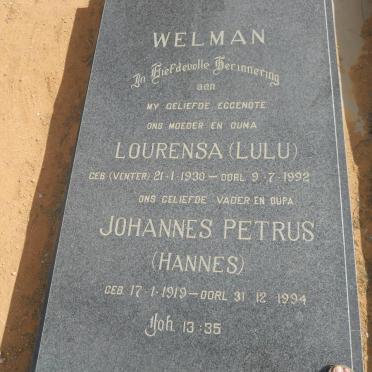 WELMAN
In Liefdevolle Herinnering
aan
MY GELIEFDE EGGENOTE
ONS MOEDER EN OUMA
LOURENSA (LULU)
GEB (VENTER) 21-1-1930 — OORL 9-7-1992
ONS GELIEFDE VADER EN OUPA
JOHANNES PETRUS
(HANNES)
GEB. 17-1-1919 — OORL 31 12 1994
Joh. 13:35